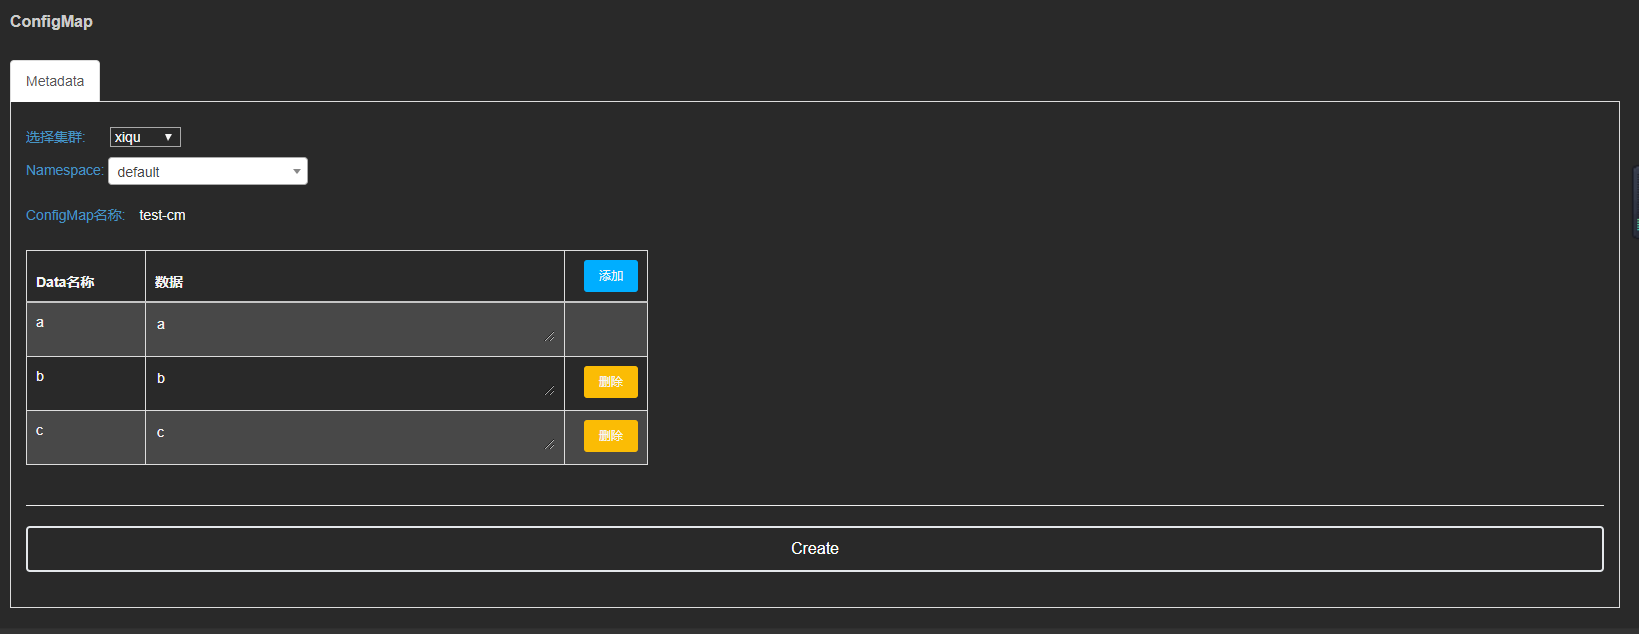 ConfigMap
Metadata
选择集群: xiqu
Namespace: default
ConfigMap名称: test-cm
Data名称 数据 添加
a a
b b 删除
c c 删除
Create